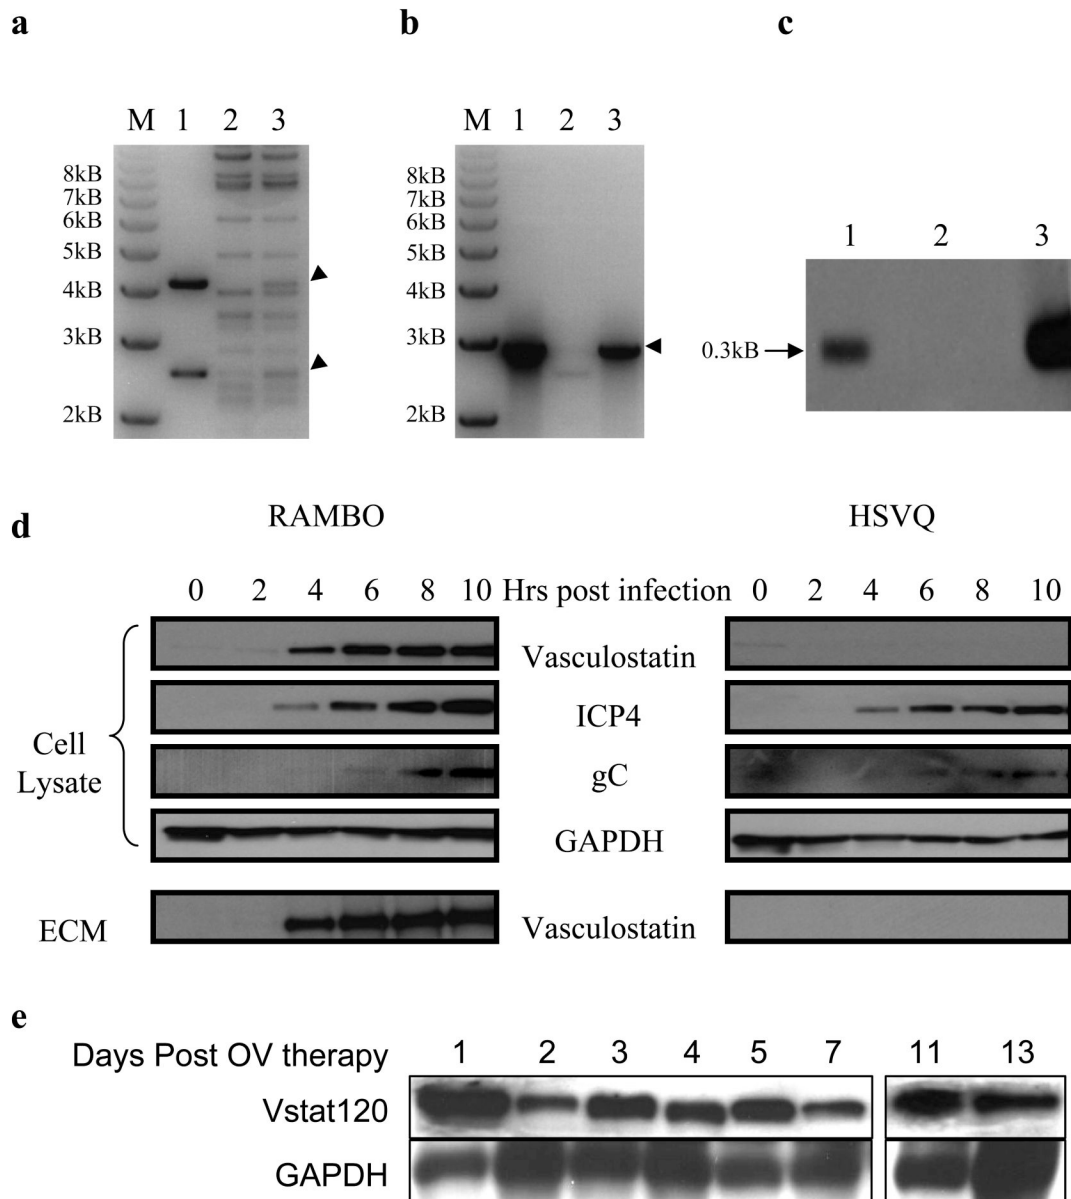 a
b
c
M 1 2 3
8kB
7kB
6kB
5kB
4kB
3kB
2kB
M 1 2 3
8kB
7kB
6kB
5kB
4kB
3kB
2kB
1 2 3
0.3kB
d
RAMBO
HSVQ
0 2 4 6 8 10 Hrs post infection 0 2 4 6 8 10
Vasculostatin
ICP4
Cell
Lysate
gC
GAPDH
ECM
Vasculostatin
e
Days Post OV therapy 1 2 3 4 5 7 11 13
Vstat120
GAPDH